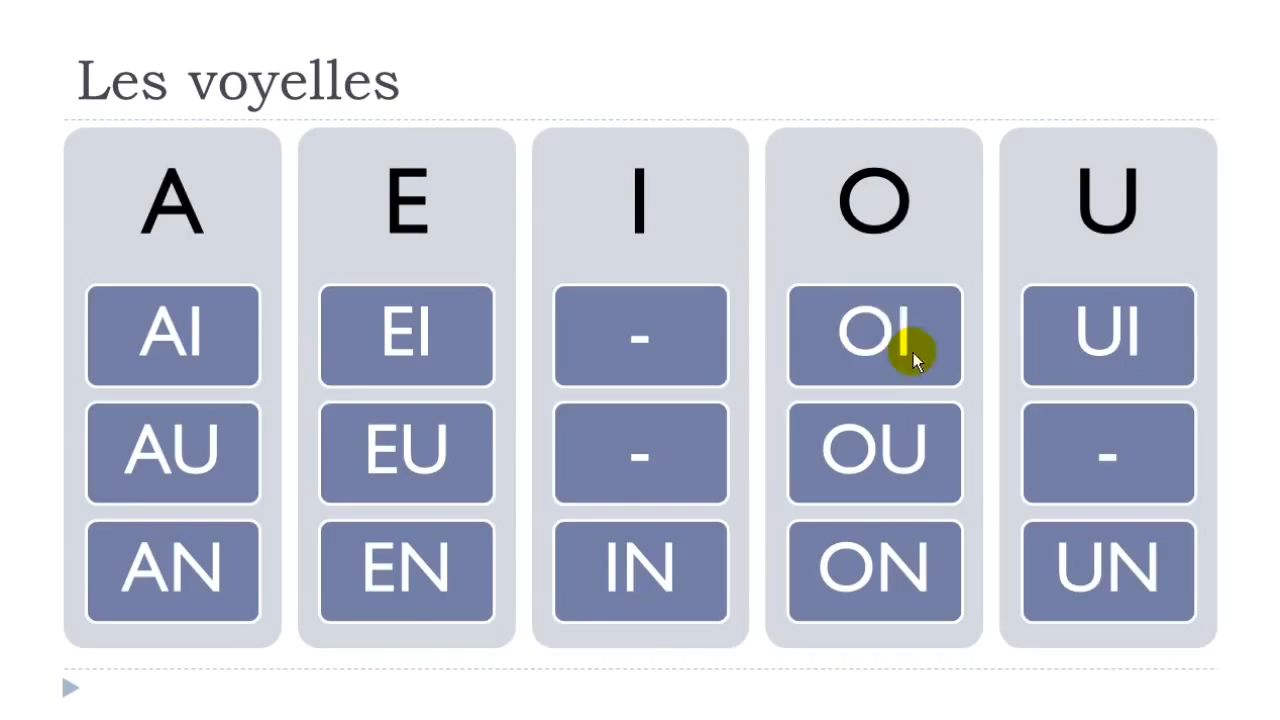 Les voyelles
A E I O U
AI EI - OI UI
AU EU - OU -
AN EN IN ON UN